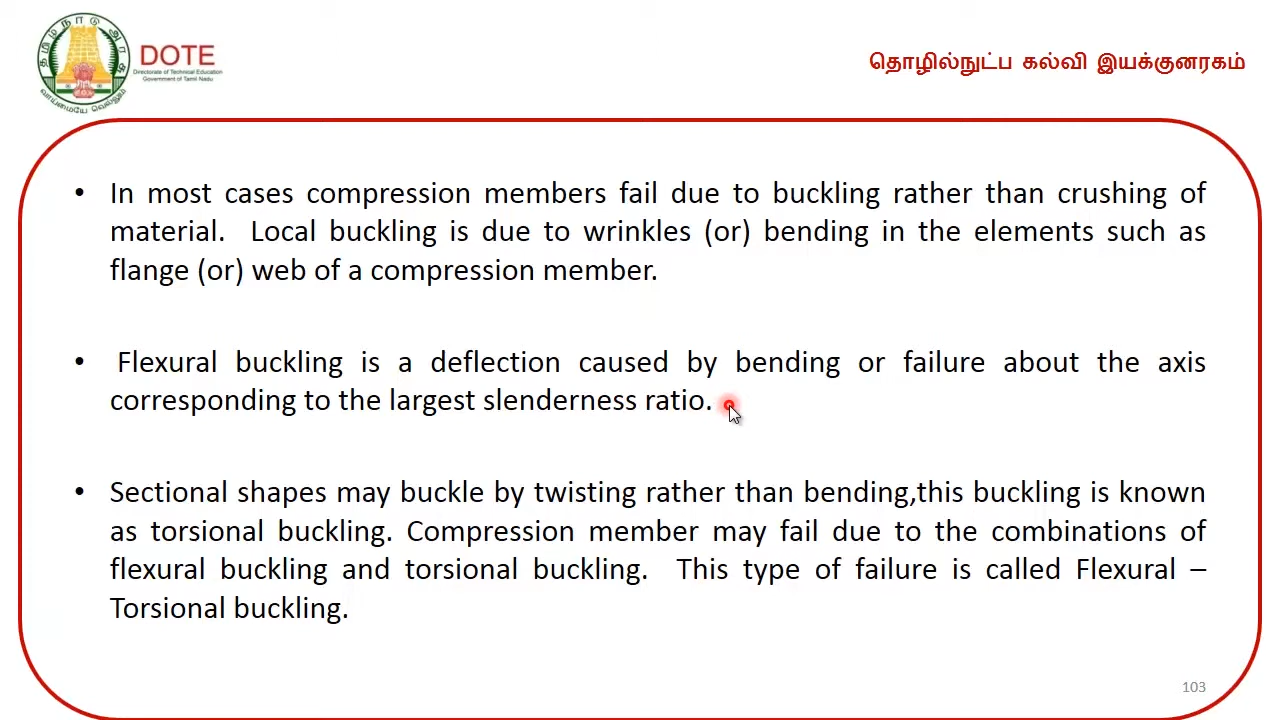 தமிழ்நாடு அரசு
வாய்மையே வெல்லும்
DOTE
Directorate of Technical Education
Government of Tamil Nadu
தொழில்நுட்ப கல்வி இயக்குனரகம்
• In most cases compression members fail due to buckling rather than crushing of
material. Local buckling is due to wrinkles (or) bending in the elements such as
flange (or) web of a compression member.
• Flexural buckling is a deflection caused by bending or failure about the axis
corresponding to the largest slenderness ratio.
• Sectional shapes may buckle by twisting rather than bending,this buckling is known
as torsional buckling. Compression member may fail due to the combinations of
flexural buckling and torsional buckling. This type of failure is called Flexural –
Torsional buckling.
103